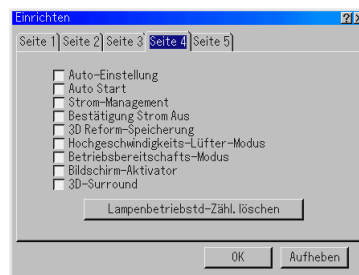 Einrichten
Seite 1 Seite 2 Seite 3 Seite 4 Seite 5
Auto-Einstellung
Auto Start
Strom-Management
Bestätigung Strom Aus
3D Reform-Speicherung
Hochgeschwindigkeits-Lüfter-Modus
Betriebsbereitschafts-Modus
Bildschirm-Aktivator
3D-Surround
Lampenbetriebstd-Zähl. löschen
OK Aufheben